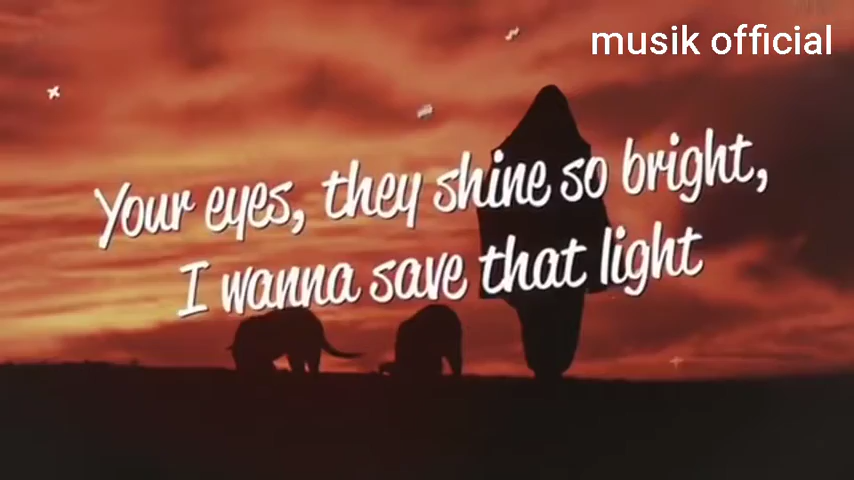 musik official
Your eyes, they shine so bright,
I wanna save that light